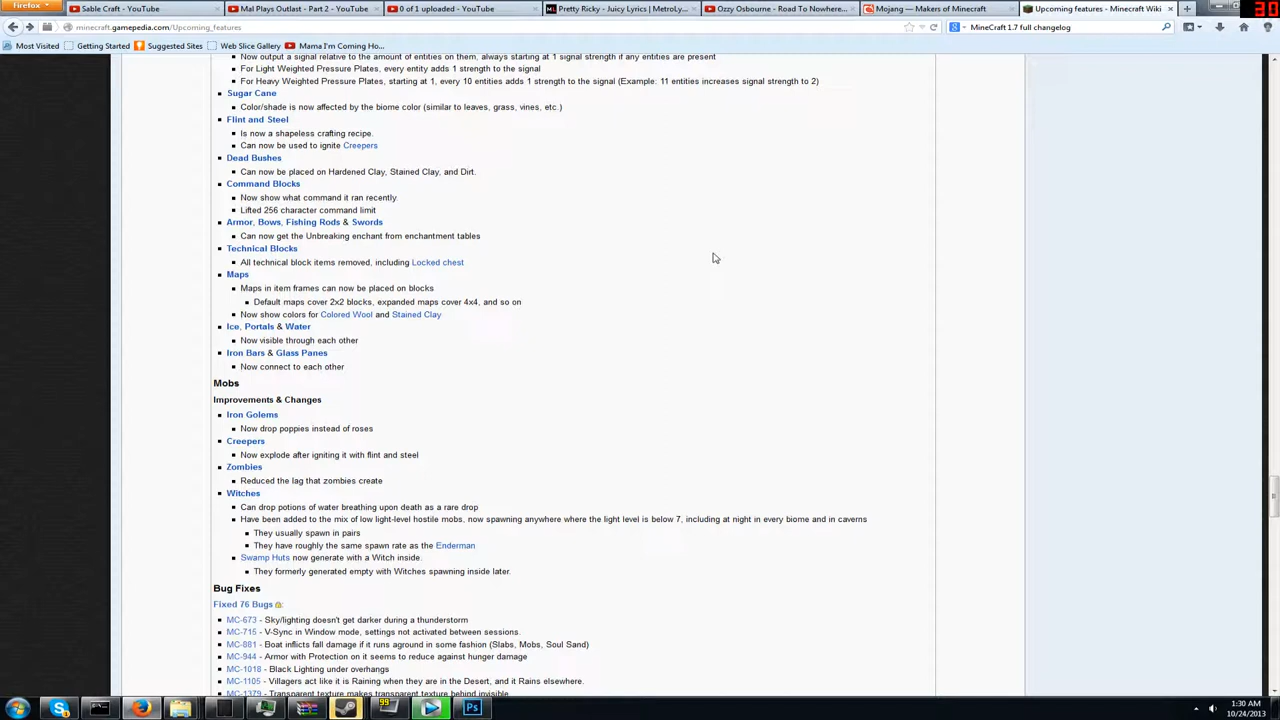 Firefox
Sable Craft - YouTube
Mal Plays Outlast - Part 2 - YouTube
0 of 1 uploaded - YouTube
Pretty Ricky - Juicy Lyrics | MetroLy...
Ozzy Osbourne - Road To Nowhere...
Mojang — Makers of Minecraft
Upcoming features - Minecraft Wiki
30
minecraft.gamepedia.com/Upcoming_features
MineCraft 1.7 full changelog
Most Visited
Getting Started
Suggested Sites
Web Slice Gallery
Mama I'm Coming Ho...
Now output a signal relative to the amount of entities on them, always starting at 1 signal strength if any entities are present
For Light Weighted Pressure Plates, every entity adds 1 strength to the signal
For Heavy Weighted Pressure Plates, starting at 1, every 10 entities adds 1 strength to the signal (Example: 11 entities increases signal strength to 2)
Sugar Cane
Color/shade is now affected by the biome color (similar to leaves, grass, vines, etc.)
Flint and Steel
Is now a shapeless crafting recipe.
Can now be used to ignite Creepers
Dead Bushes
Can now be placed on Hardened Clay, Stained Clay, and Dirt.
Command Blocks
Now show what command it ran recently.
Lifted 256 character command limit
Armor, Bows, Fishing Rods & Swords
Can now get the Unbreaking enchant from enchantment tables
Technical Blocks
All technical block items removed, including Locked chest
Maps
Maps in item frames can now be placed on blocks
Default maps cover 2x2 blocks, expanded maps cover 4x4, and so on
Now show colors for Colored Wool and Stained Clay
Ice, Portals & Water
Now visible through each other
Iron Bars & Glass Panes
Now connect to each other
Mobs
Improvements & Changes
Iron Golems
Now drop poppies instead of roses
Creepers
Now explode after igniting it with flint and steel
Zombies
Reduced the lag that zombies create
Witches
Can drop potions of water breathing upon death as a rare drop
Have been added to the mix of low light-level hostile mobs, now spawning anywhere where the light level is below 7, including at night in every biome and in caverns
They usually spawn in pairs
They have roughly the same spawn rate as the Enderman
Swamp Huts now generate with a Witch inside.
They formerly generated empty with Witches spawning inside later.
Bug Fixes
Fixed 76 Bugs
MC-673 - Sky/lighting doesn't get darker during a thunderstorm
MC-715 - V-Sync in Window mode, settings not activated between sessions.
MC-881 - Boat inflicts fall damage if it runs aground in some fashion (Slabs, Mobs, Soul Sand)
MC-944 - Armor with Protection on it seems to reduce against hunger damage
MC-1018 - Black Lighting under overhangs
MC-1105 - Villagers act like it is Raining when they are in the Desert, and it Rains elsewhere.
MC-1379 - Transparent texture makes transparent texture behind invisible
99
Ps
1:30 AM
10/24/2013